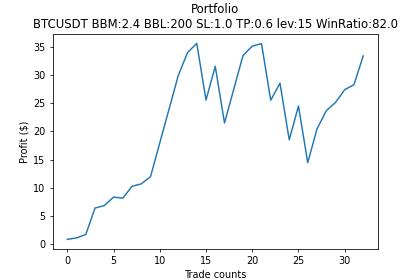 Portfolio
BTCUSDT BBM:2.4 BBL:200 SL:1.0 TP:0.6 lev:15 WinRatio:82.0
35
30
25
20
15
10
5
0
Profit ($)
0 5 10 15 20 25 30
Trade counts